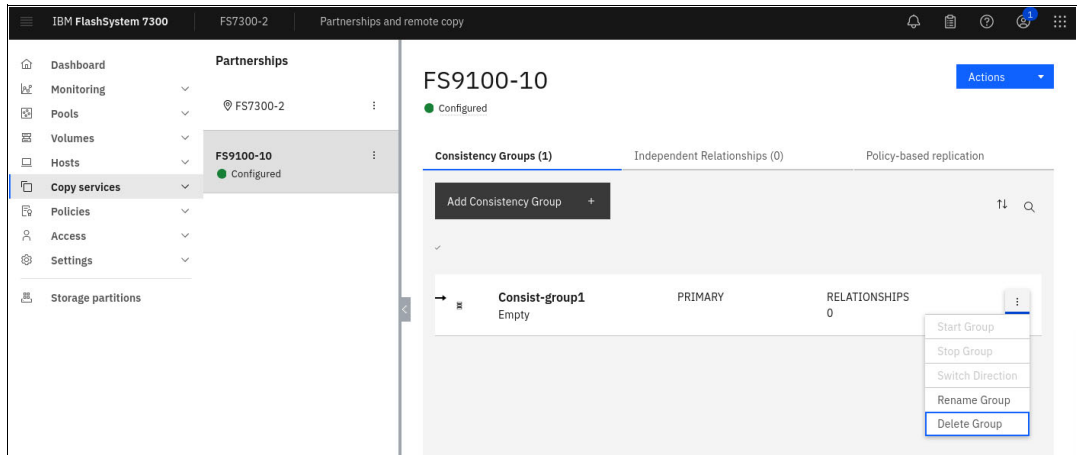 IBM FlashSystem 7300
FS7300-2
Partnerships and remote copy
1
Dashboard
Monitoring
Pools
Volumes
Hosts
Copy services
Policies
Access
Settings
Storage partitions
Partnerships
FS7300-2
FS9100-10
Configured
FS9100-10
Configured
Actions
Consistency Groups (1)
Independent Relationships (0)
Policy-based replication
Add Consistency Group +
Consist-group1
Empty
PRIMARY
RELATIONSHIPS
0
Start Group
Stop Group
Switch Direction
Rename Group
Delete Group